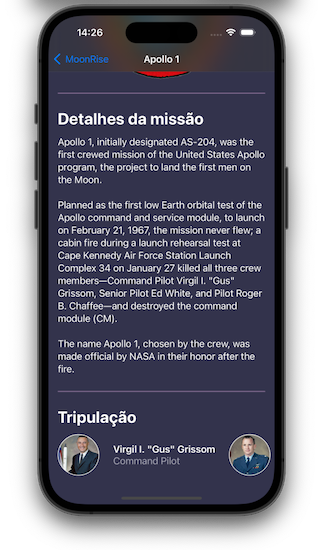 14:26
MoonRise
Apollo 1
Detalhes da missão
Apollo 1, initially designated AS-204, was the
first crewed mission of the United States Apollo
program, the project to land the first men on
the Moon.
Planned as the first low Earth orbital test of the
Apollo command and service module, to launch
on February 21, 1967, the mission never flew; a
cabin fire during a launch rehearsal test at
Cape Kennedy Air Force Station Launch
Complex 34 on January 27 killed all three crew
members—Command Pilot Virgil I. "Gus"
Grissom, Senior Pilot Ed White, and Pilot Roger
B. Chaffee—and destroyed the command
module (CM).
The name Apollo 1, chosen by the crew, was
made official by NASA in their honor after the
fire.
Tripulação
Virgil I. "Gus" Grissom
Command Pilot